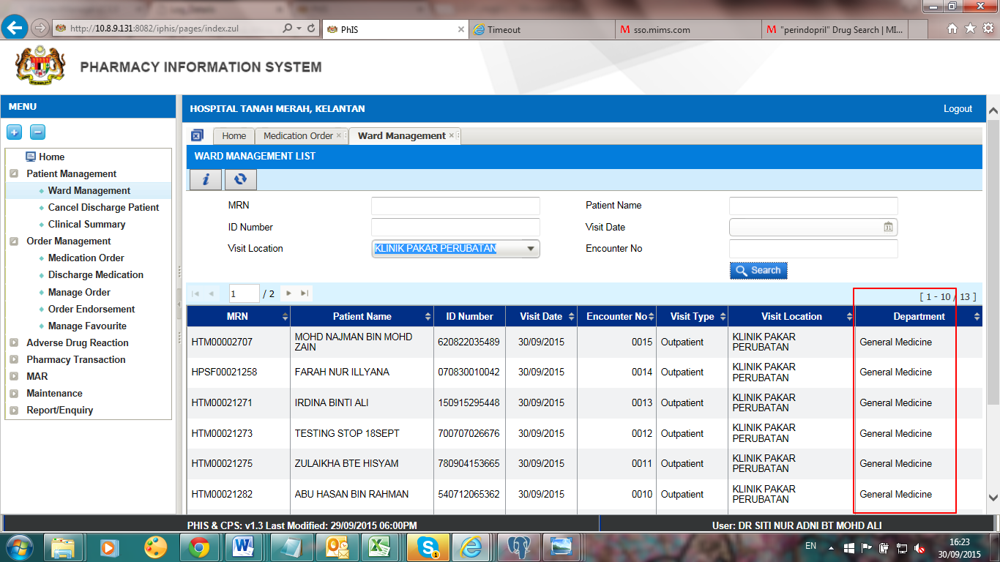 http://10.8.9.131:8082/iphis/pages/index.zul
PhIS
Timeout
sso.mims.com
"perindopril" Drug Search | MI...
PHARMACY INFORMATION SYSTEM
MENU
HOSPITAL TANAH MERAH, KELANTAN
Logout
Home
Medication Order
Ward Management
WARD MANAGEMENT LIST
Home
Patient Management
Ward Management
Cancel Discharge Patient
Clinical Summary
Order Management
Medication Order
Discharge Medication
Manage Order
Order Endorsement
Manage Favourite
Adverse Drug Reaction
Pharmacy Transaction
MAR
Maintenance
Report/Enquiry
MRN
Patient Name
ID Number
Visit Date
31
Visit Location
KLINIK PAKAR PERUBATAN
Encounter No
Search
1 / 2
[ 1 - 10 / 13 ]
MRN Patient Name ID Number Visit Date Encounter No Visit Type Visit Location Department
HTM00002707 MOHD NAJMAN BIN MOHD ZAIN 620822035489 30/09/2015 0015 Outpatient KLINIK PAKAR PERUBATAN General Medicine
HPSF00021258 FARAH NUR ILLYANA 070830010042 30/09/2015 0014 Outpatient KLINIK PAKAR PERUBATAN General Medicine
HTM00021271 IRDINA BINTI ALI 150915295448 30/09/2015 0013 Outpatient KLINIK PAKAR PERUBATAN General Medicine
HTM00021273 TESTING STOP 18SEPT 700707026676 30/09/2015 0012 Outpatient KLINIK PAKAR PERUBATAN General Medicine
HTM00021275 ZULAIKHA BTE HISYAM 780904153665 30/09/2015 0011 Outpatient KLINIK PAKAR PERUBATAN General Medicine
HTM00021282 ABU HASAN BIN RAHMAN 540712065362 30/09/2015 0010 Outpatient KLINIK PAKAR PERUBATAN General Medicine
PHIS & CPS: v1.3 Last Modified: 29/09/2015 06:00PM
User: DR SITI NUR ADNI BT MOHD ALI
EN
16:23
30/09/2015